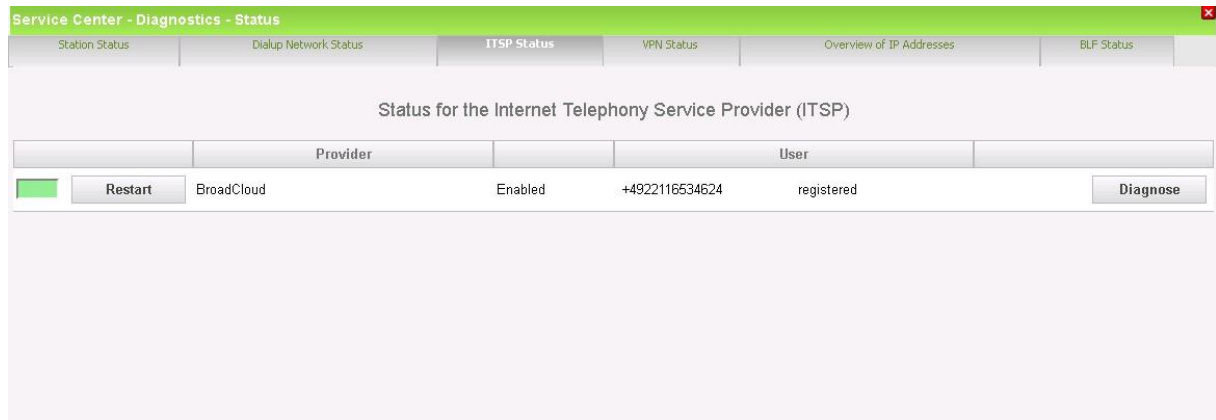 Service Center - Diagnostics - Status
Station Status Dialup Network Status ITSP Status VPN Status Overview of IP Addresses BLF Status
Status for the Internet Telephony Service Provider (ITSP)
Provider User
Restart BroadCloud Enabled +4922116534624 registered Diagnose